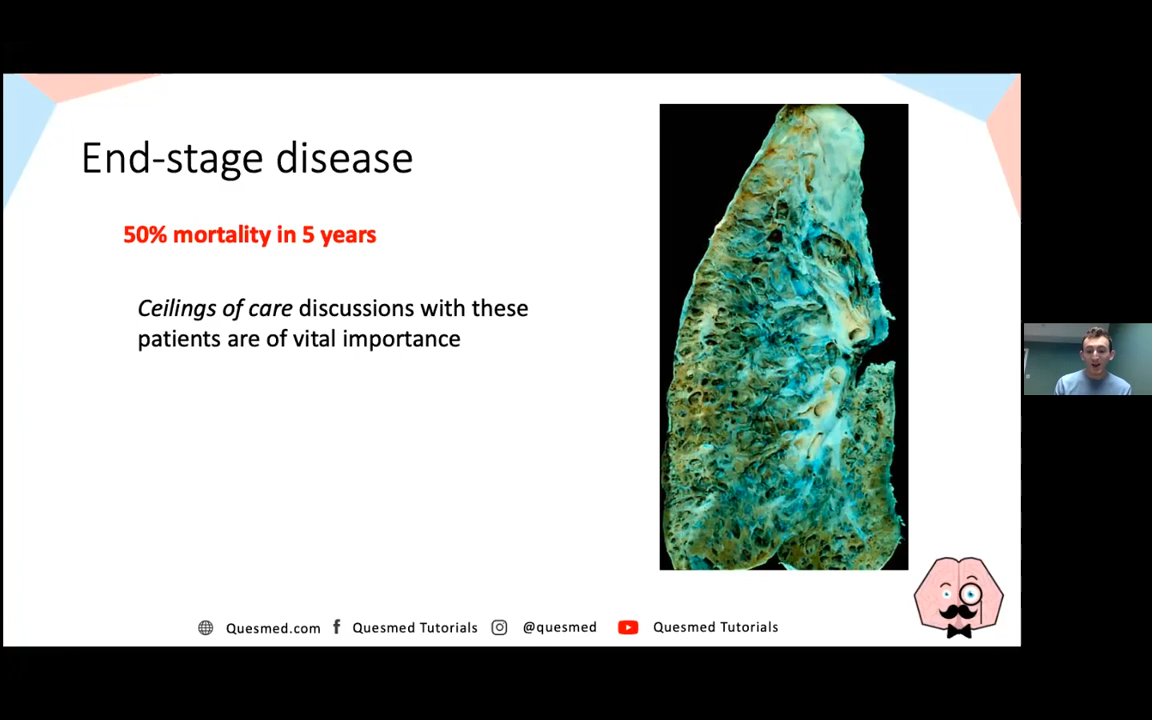 End-stage disease
50% mortality in 5 years
Ceilings of care discussions with these
patients are of vital importance
Quesmed.com
Quesmed Tutorials
@quesmed
Quesmed Tutorials